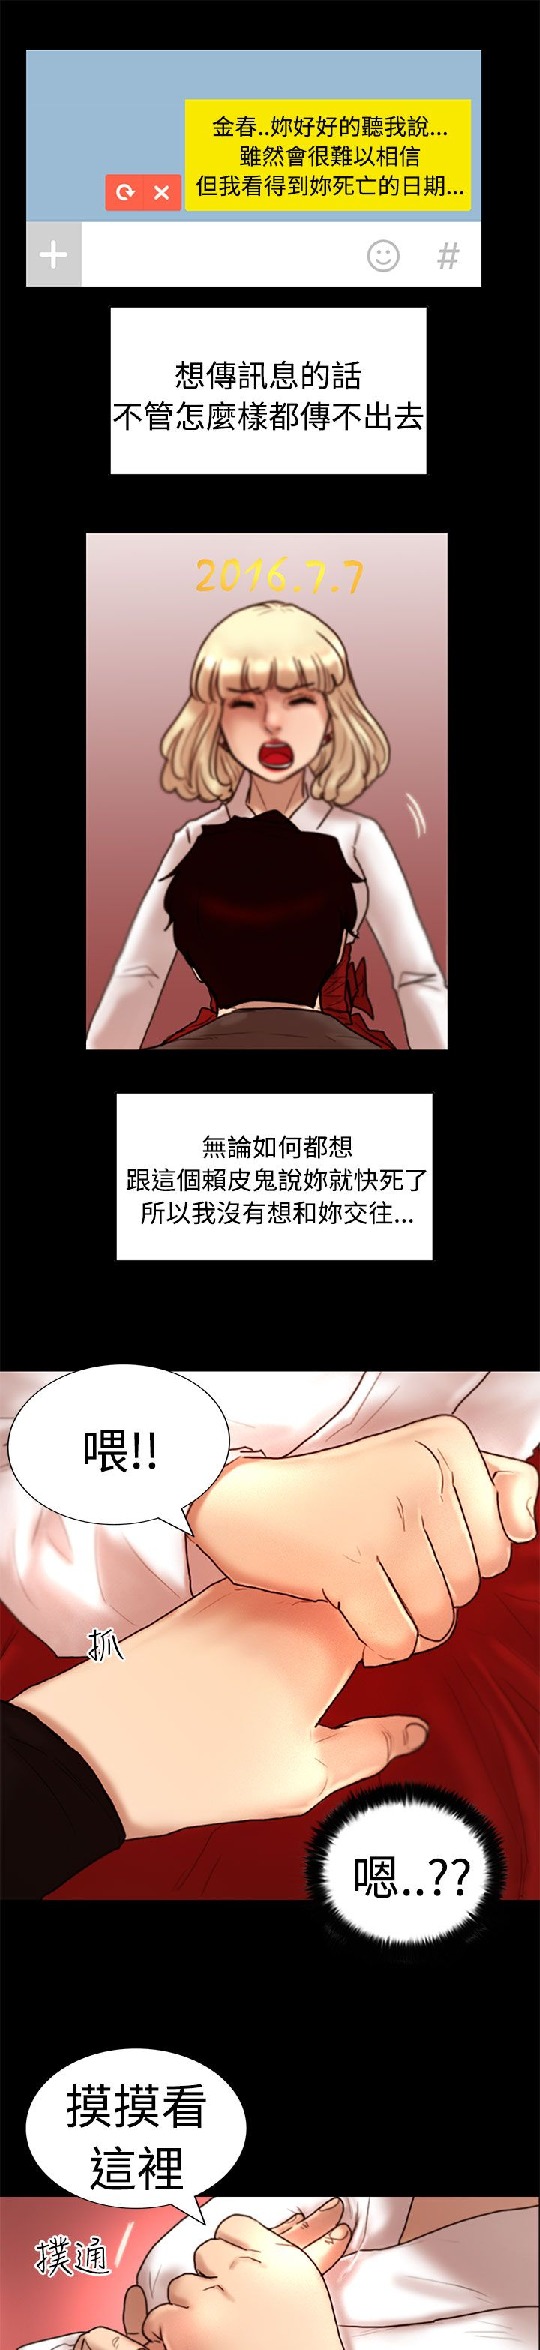 金春..妳好好的聽我說...
雖然會很難以相信
但我看得到妳死亡的日期...
#
想傳訊息的話
不管怎麼樣都傳不出去
2016.7.7
無論如何都想
跟這個賴皮鬼說妳就快死了
所以我沒有想和妳交往...
喂!!
抓
嗯..??
摸摸看
這裡
撲通